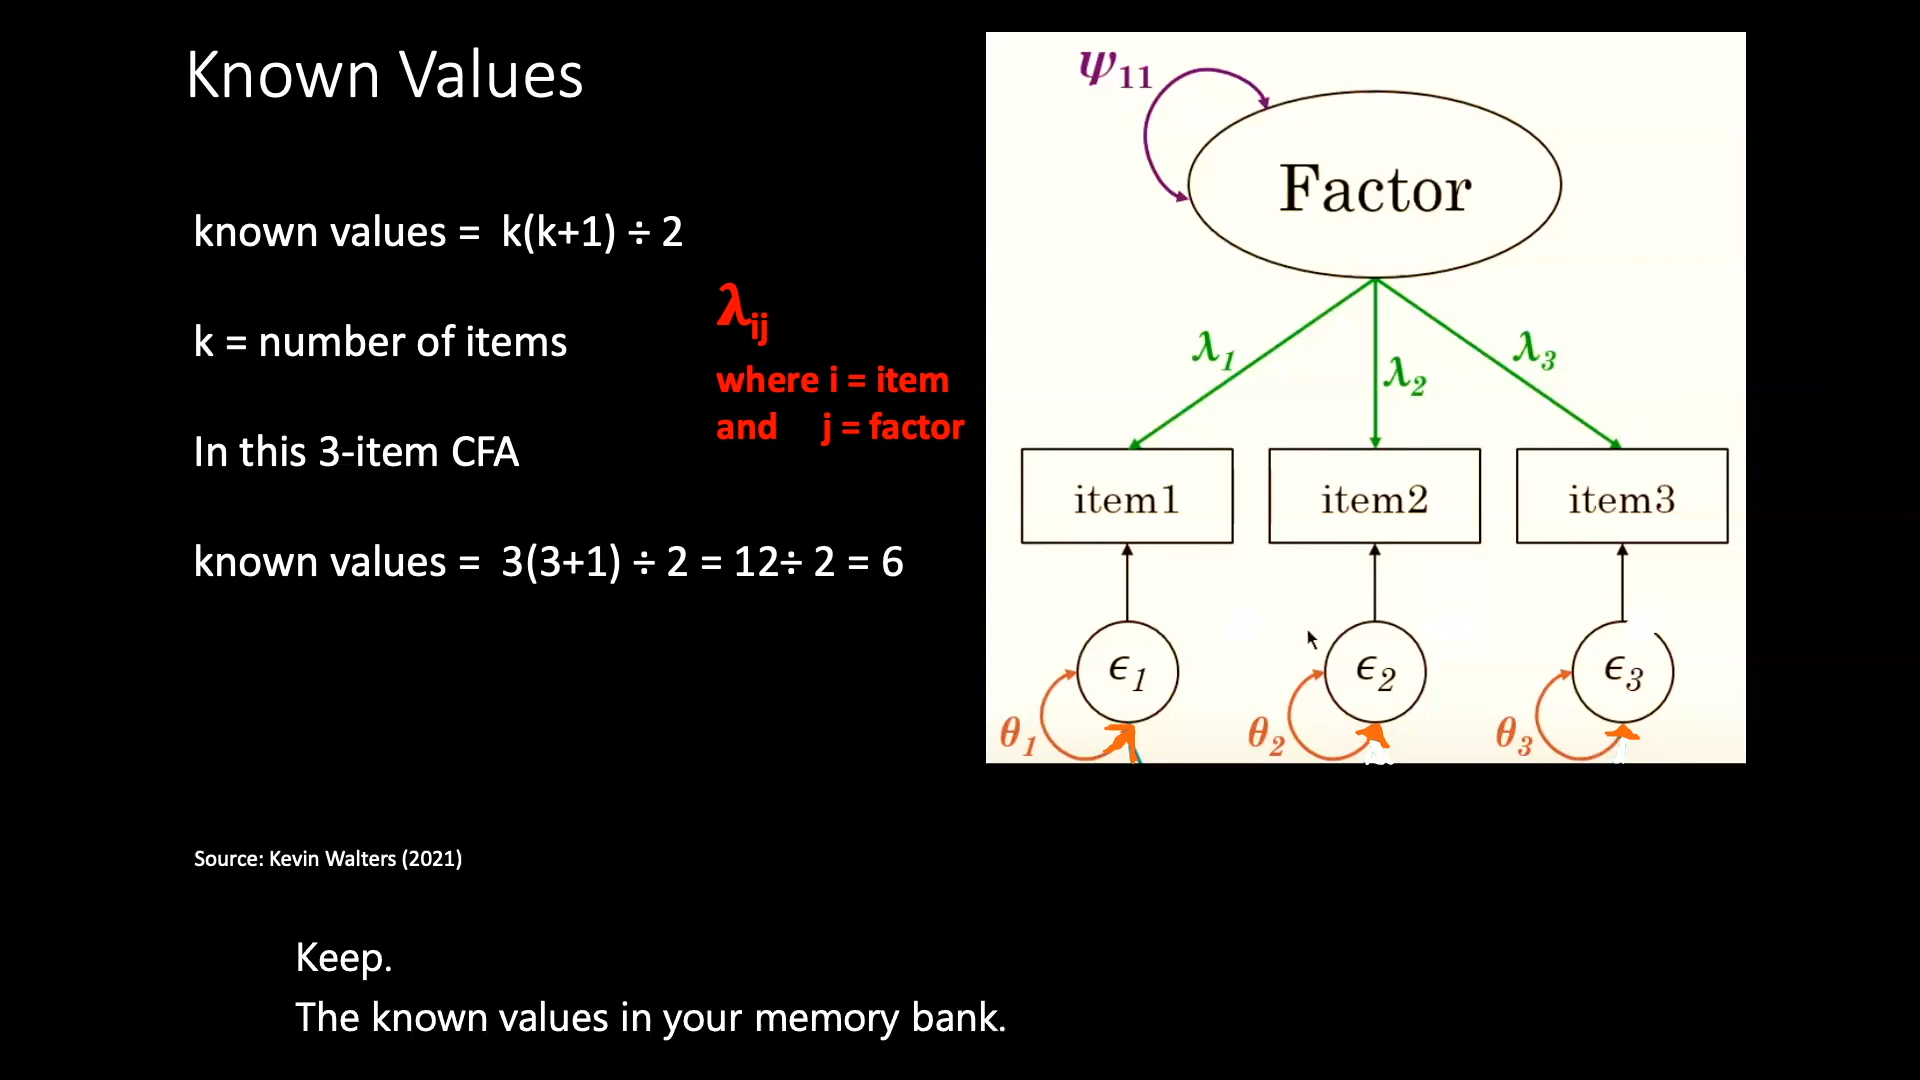 Known Values
known values = k(k+1) ÷ 2
k = number of items
In this 3-item CFA
known values = 3(3+1) ÷ 2 = 12÷ 2 = 6
λij
where i = item
and j = factor
ψ11
Factor
λ1 λ2 λ3
item1 item2 item3
ϵ1 ϵ2 ϵ3
θ1 θ2 θ3
Source: Kevin Walters (2021)
Keep.
The known values in your memory bank.